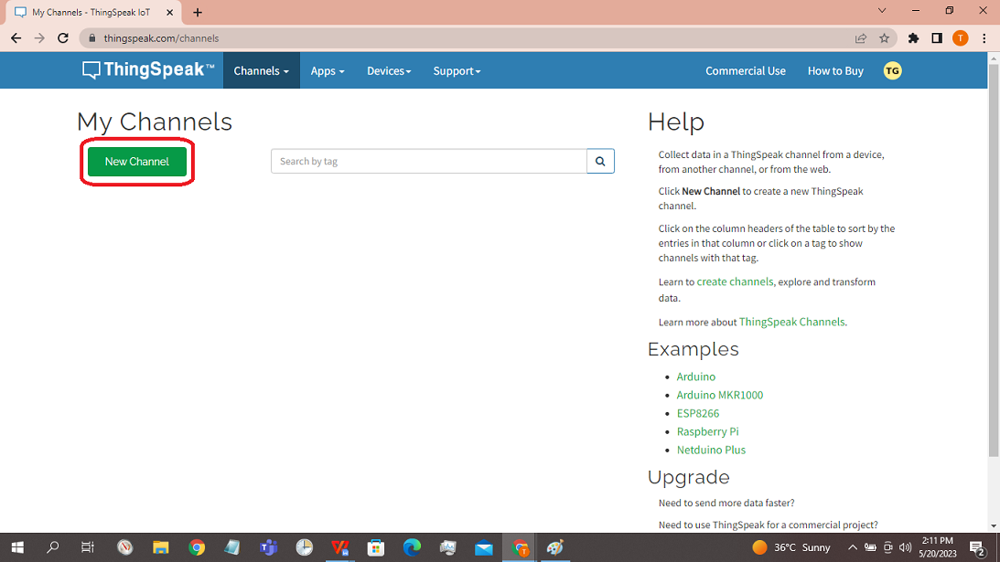 My Channels - ThingSpeak IoT
thingspeak.com/channels
T
ThingSpeak™
Channels
Apps
Devices
Support
Commercial Use
How to Buy
TG
My Channels
New Channel
Search by tag
Help
Collect data in a ThingSpeak channel from a device,
from another channel, or from the web.
Click New Channel to create a new ThingSpeak
channel.
Click on the column headers of the table to sort by the
entries in that column or click on a tag to show
channels with that tag.
Learn to create channels, explore and transform
data.
Learn more about ThingSpeak Channels.
Examples
Arduino
Arduino MKR1000
ESP8266
Raspberry Pi
Netduino Plus
Upgrade
Need to send more data faster?
Need to use ThingSpeak for a commercial project?
36°C Sunny
2:11 PM
5/20/2023
2